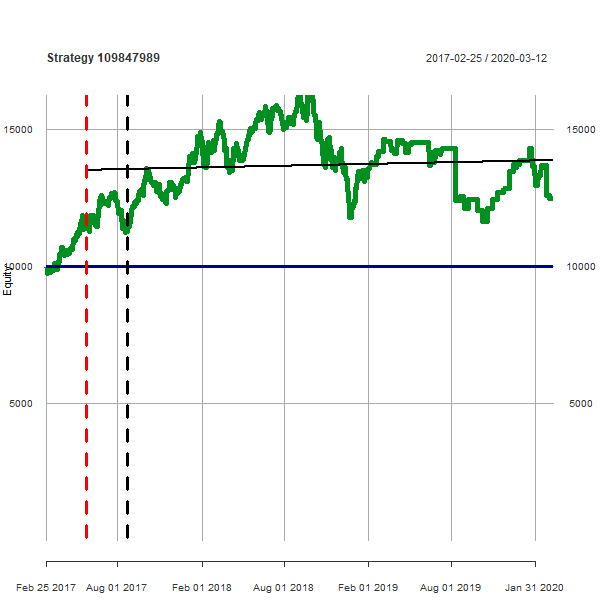 Strategy 109847989
2017-02-25 / 2020-03-12
15000
15000
Equity
10000
10000
5000
5000
Feb 25 2017
Aug 01 2017
Feb 01 2018
Aug 01 2018
Feb 01 2019
Aug 01 2019
Jan 31 2020